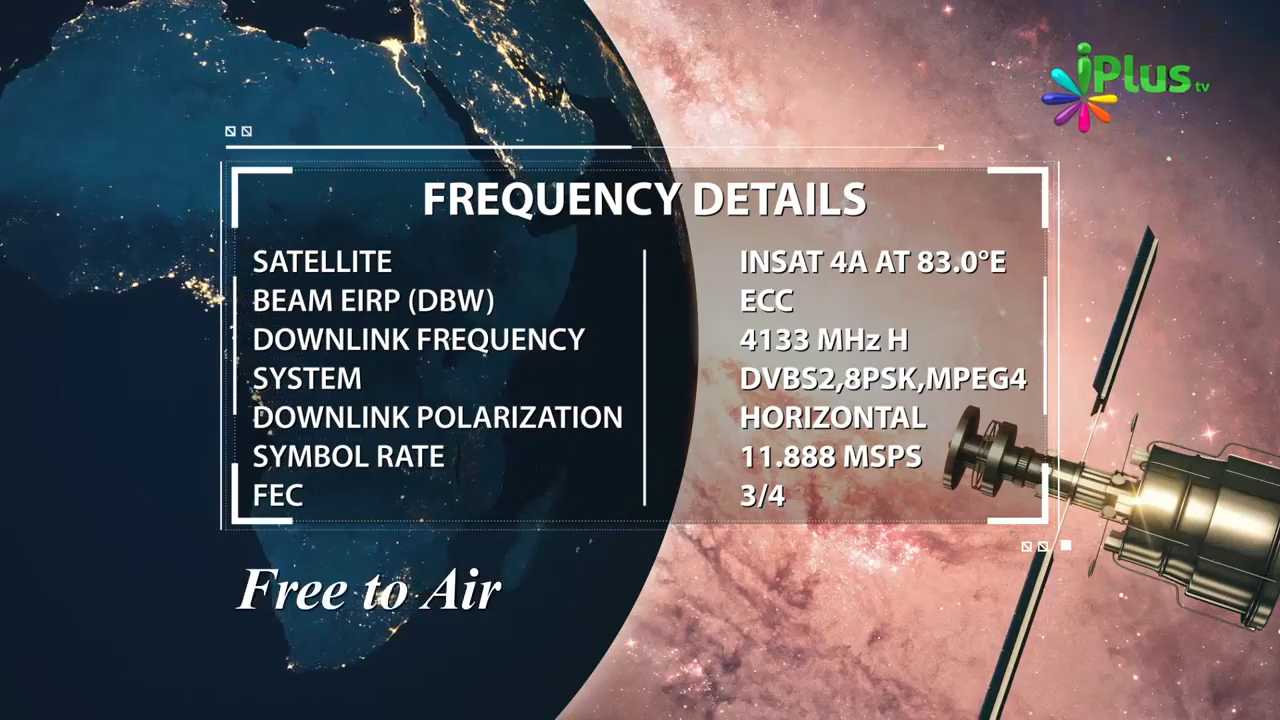 iPlus tv
FREQUENCY DETAILS
SATELLITE INSAT 4A AT 83.0°E
BEAM EIRP (DBW) ECC
DOWNLINK FREQUENCY 4133 MHz H
SYSTEM DVBS2,8PSK,MPEG4
DOWNLINK POLARIZATION HORIZONTAL
SYMBOL RATE 11.888 MSPS
FEC 3/4
Free to Air